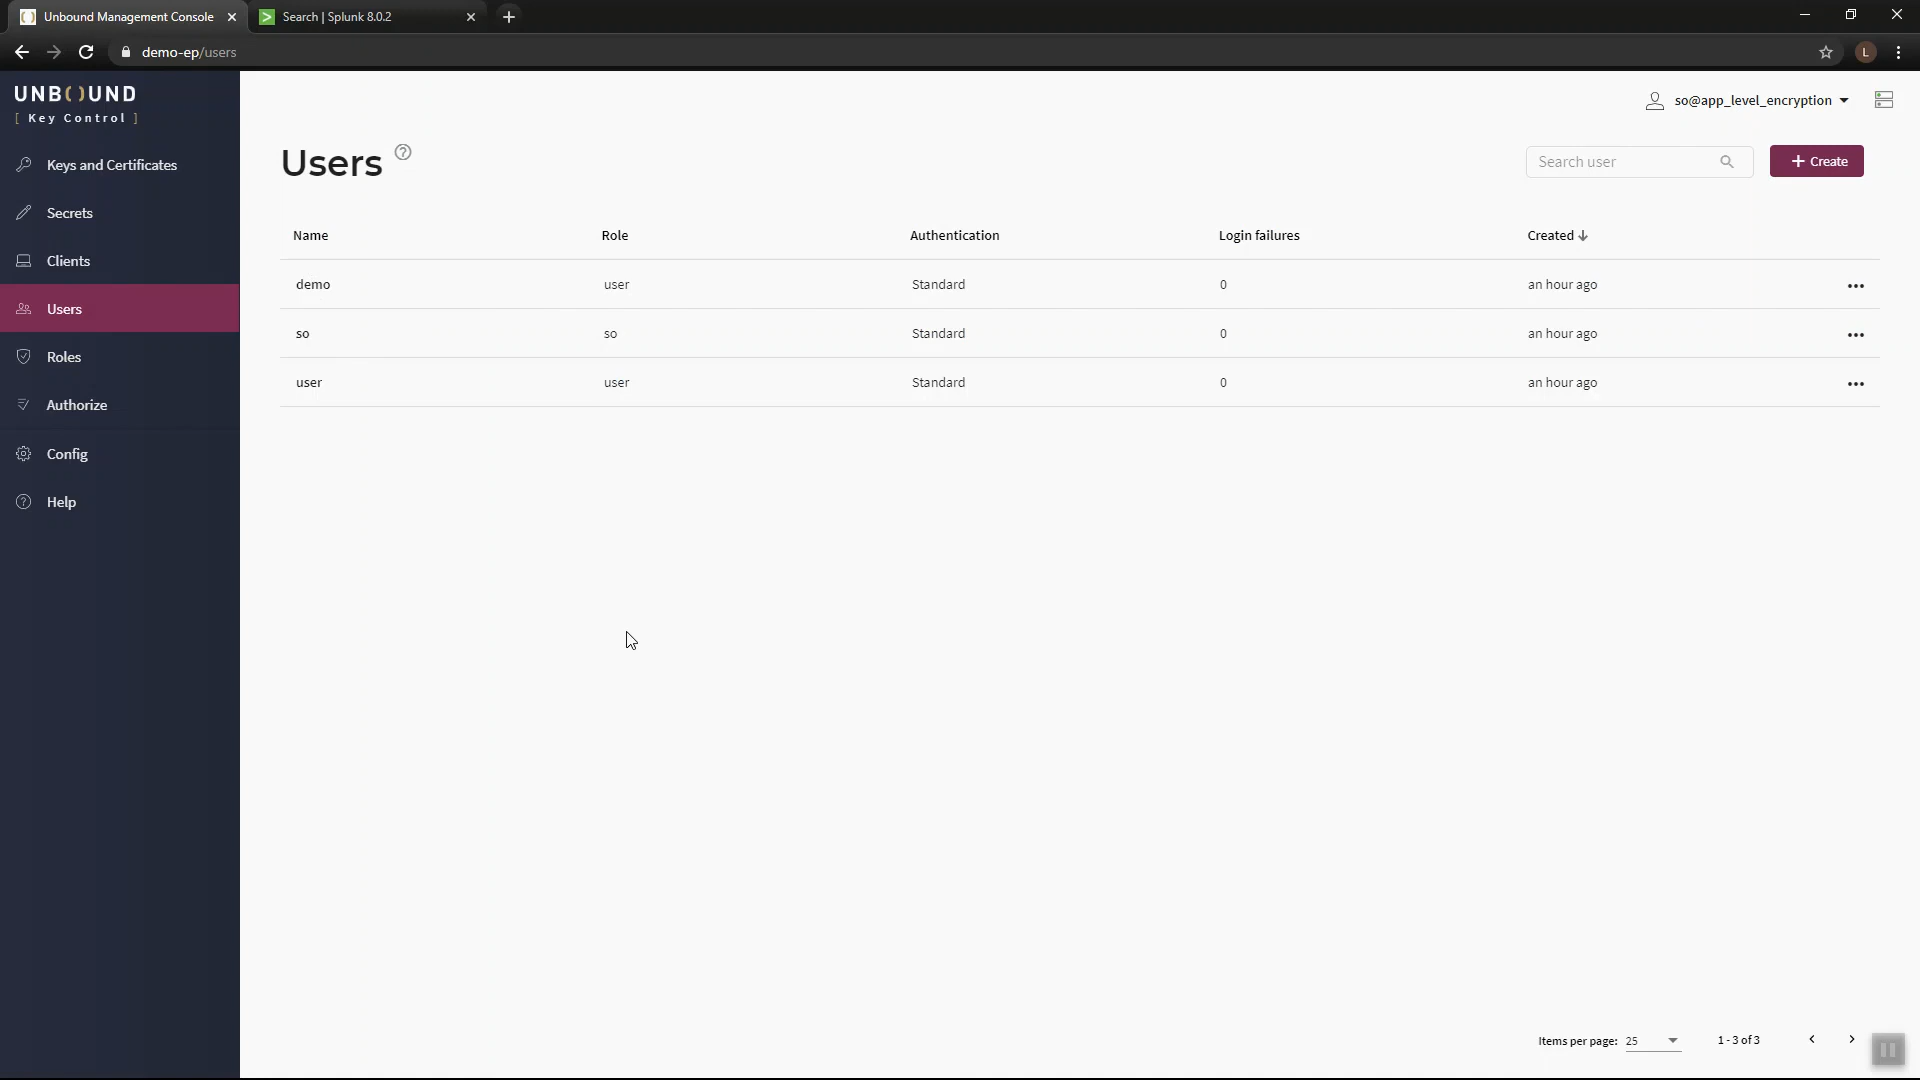 Unbound Management Console
Search | Splunk 8.0.2
demo-ep/users
L
UNB()UND
[ Key Control ]
so@app_level_encryption
Keys and Certificates
Secrets
Clients
Users
Roles
Authorize
Config
Help
Users ?
Search user
+ Create
Name Role Authentication Login failures Created ↓
demo user Standard 0 an hour ago •••
so so Standard 0 an hour ago •••
user user Standard 0 an hour ago •••
Items per page: 25 1 - 3 of 3 < >